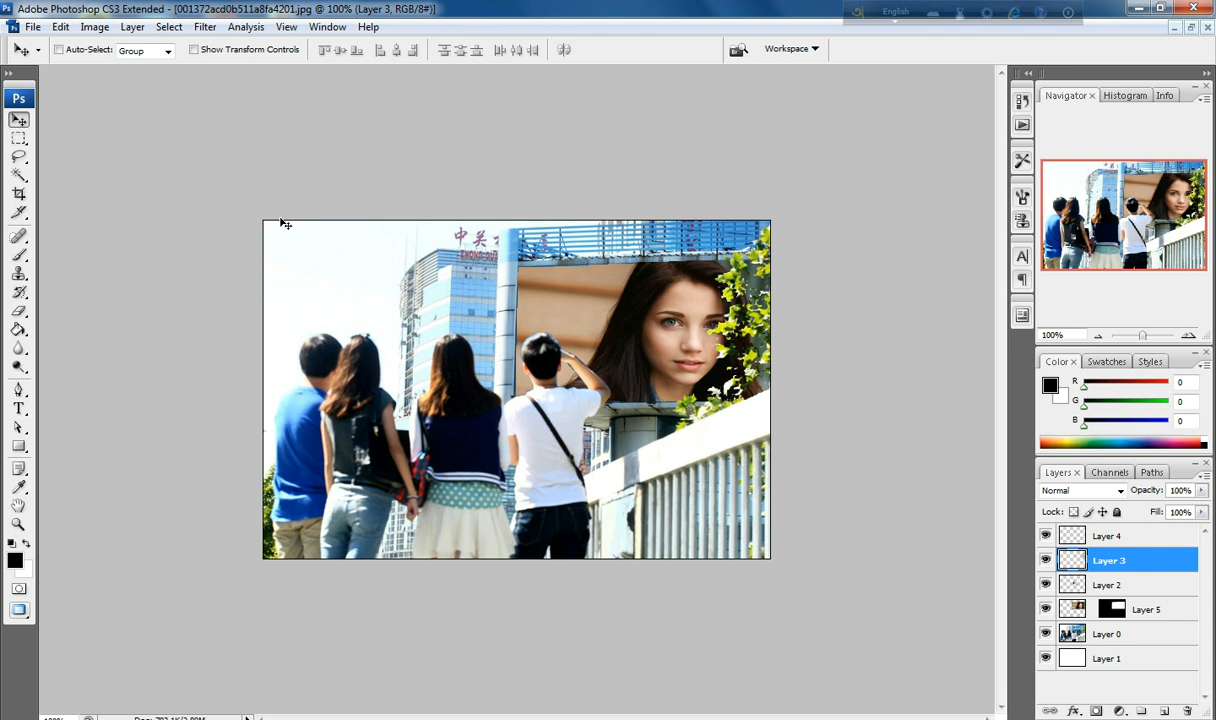 Adobe Photoshop CS3 Extended - [001372acd0b511a8fa4201.jpg @ 100% (Layer 3, RGB/8#)]
English
File Edit Image Layer Select Filter Analysis View Window Help
Auto-Select: Group Show Transform Controls Workspace
Ps
Navigator Histogram Info
中关
100%
Color Swatches Styles
R 0
G 0
B 0
Layers Channels Paths
Normal Opacity: 100%
Lock: Fill: 100%
Layer 4
Layer 3
Layer 2
Layer 5
Layer 0
Layer 1